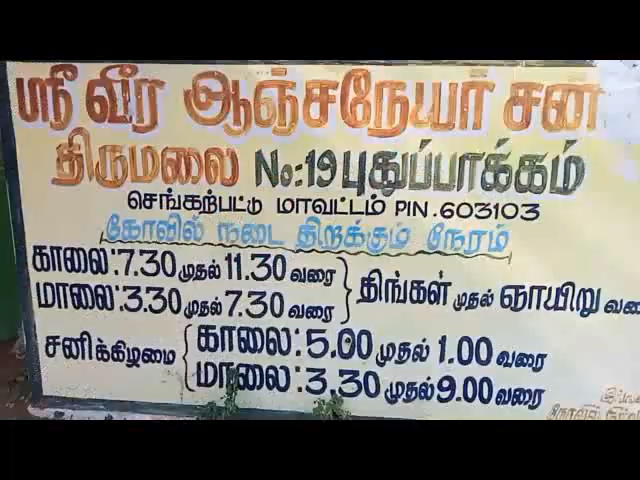 ஸ்ரீ வீர ஆஞ்சநேயர் சன
திருமலை No:19 புதுப்பாக்கம்
செங்கற்பட்டு மாவட்டம் PIN.603103
கோவில் நடை திறக்கும் நேரம்
காலை:7.30 முதல் 11.30 வரை
மாலை:3.30 முதல் 7.30 வரை
திங்கள் முதல் ஞாயிறு வரை
சனிக்கிழமை
காலை:5.00 முதல் 1.00 வரை
மாலை:3.30 முதல் 9.00 வரை